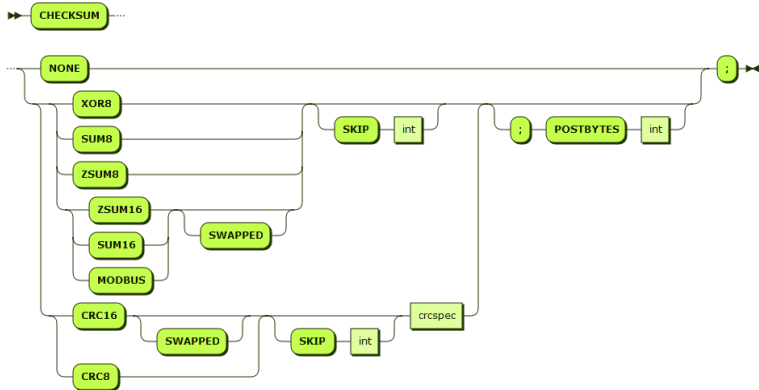 CHECKSUM
NONE ;
XOR8
SKIP int ; POSTBYTES int
SUM8
ZSUM8
ZSUM16
SWAPPED
SUM16
MODBUS
CRC16 crcspec
SWAPPED SKIP int
CRC8